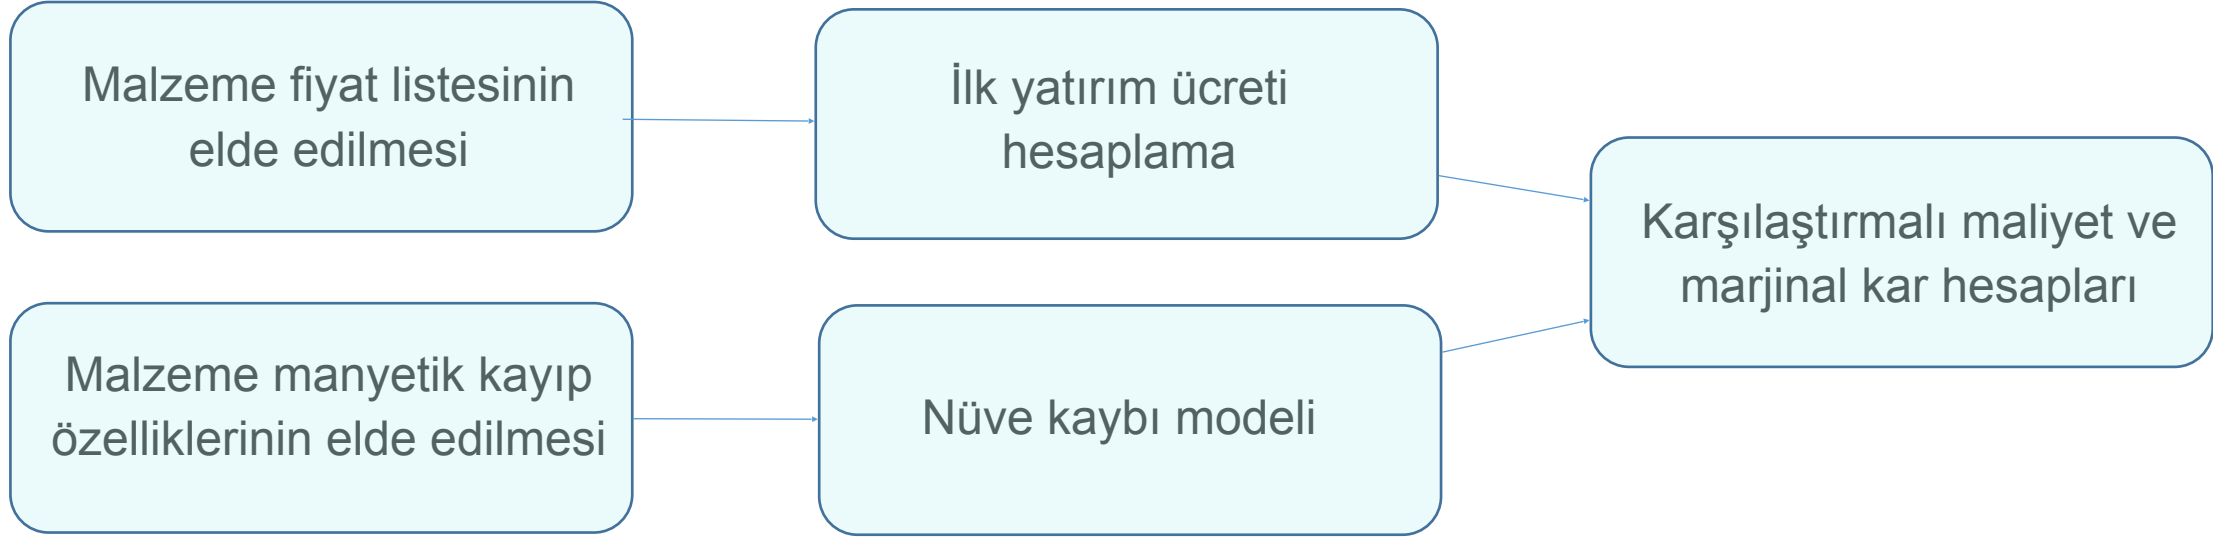 Malzeme fiyat listesinin
elde edilmesi
İlk yatırım ücreti
hesaplama
Karşılaştırmalı maliyet ve
marjinal kar hesapları
Malzeme manyetik kayıp
özelliklerinin elde edilmesi
Nüve kaybı modeli